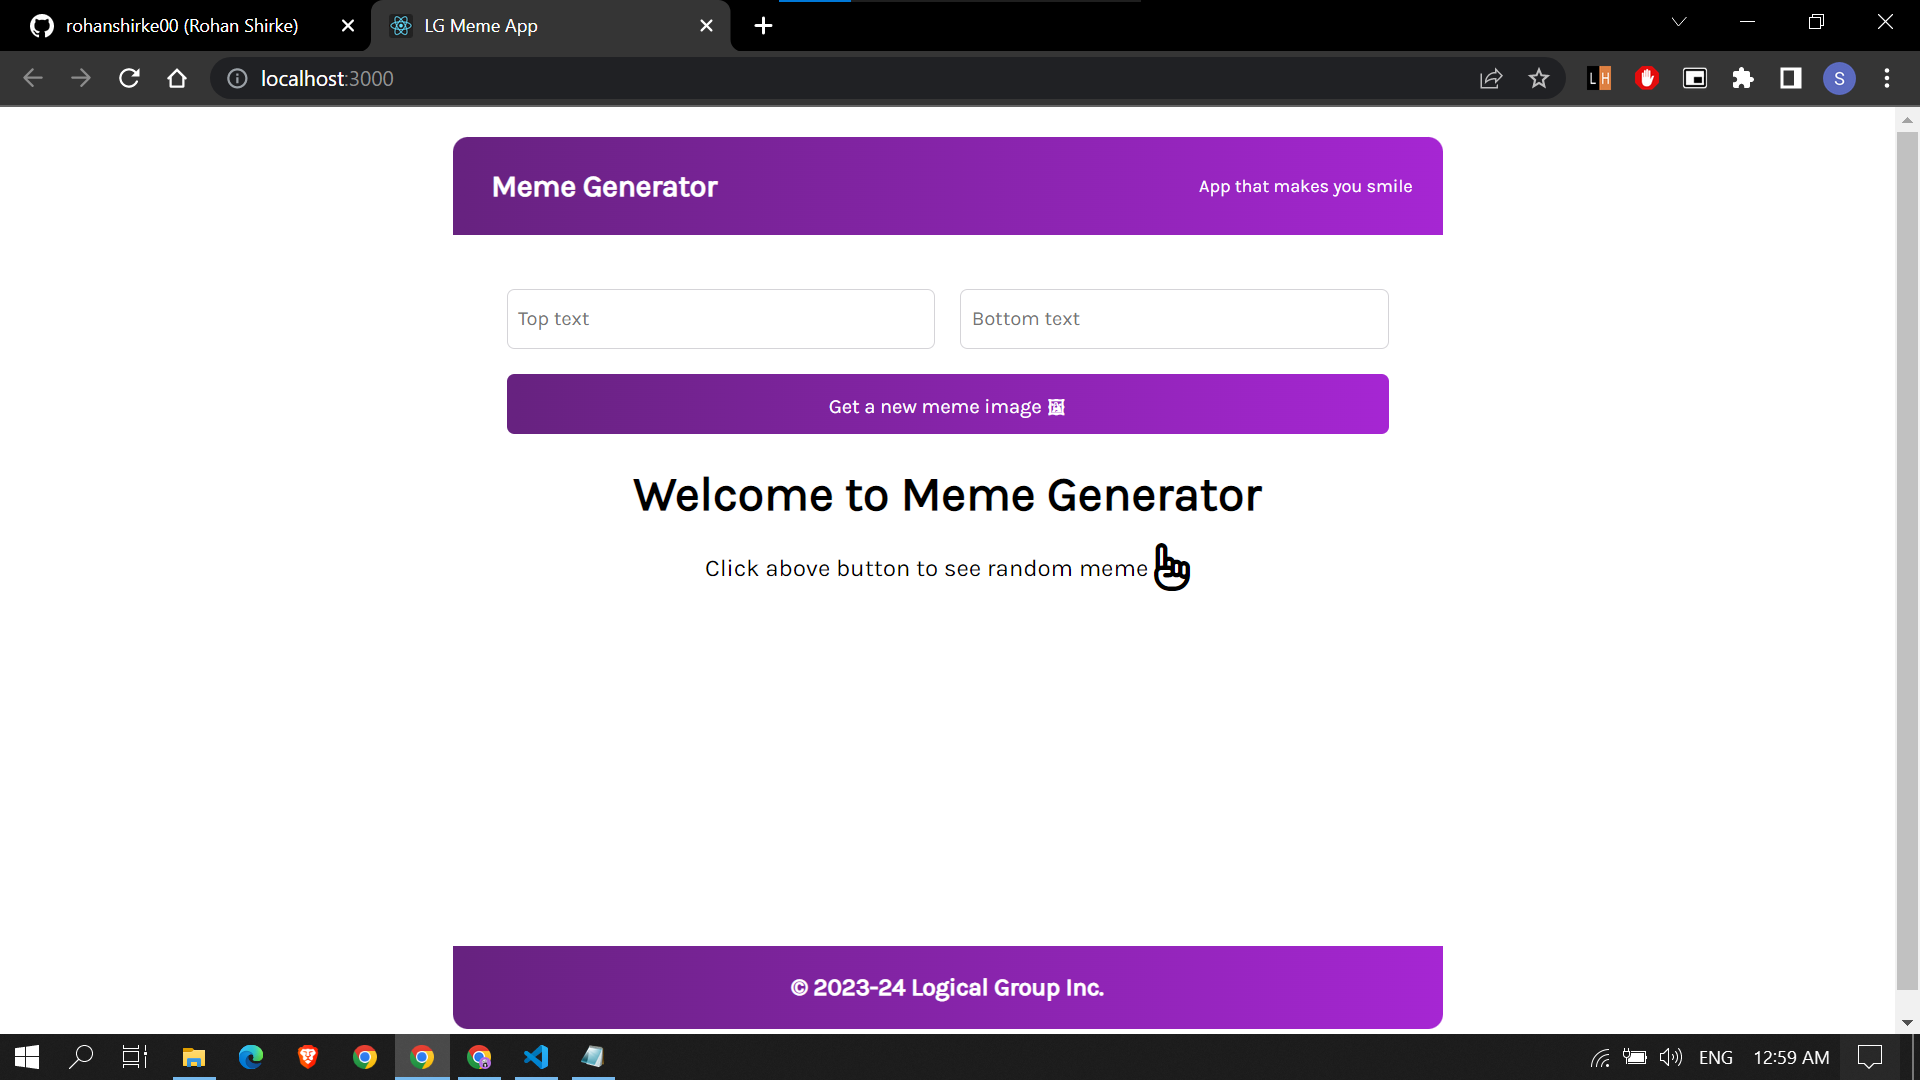 rohanshirke00 (Rohan Shirke)
LG Meme App
localhost:3000
L H
S
Meme Generator
App that makes you smile
Top text
Bottom text
Get a new meme image 🖼
Welcome to Meme Generator
Click above button to see random meme
© 2023-24 Logical Group Inc.
ENG
12:59 AM